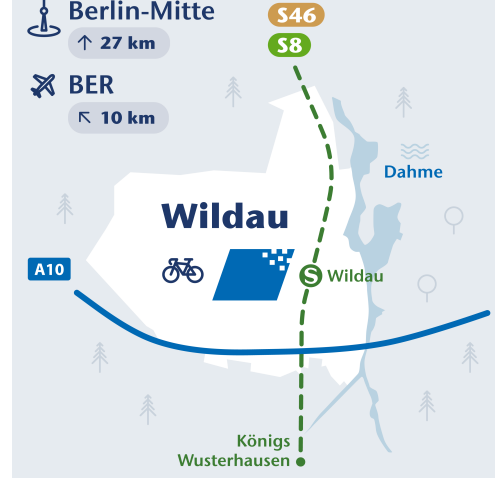 Berlin-Mitte
↑ 27 km
BER
↖ 10 km
S46
S8
Dahme
Wildau
A10
S Wildau
Königs
Wusterhausen